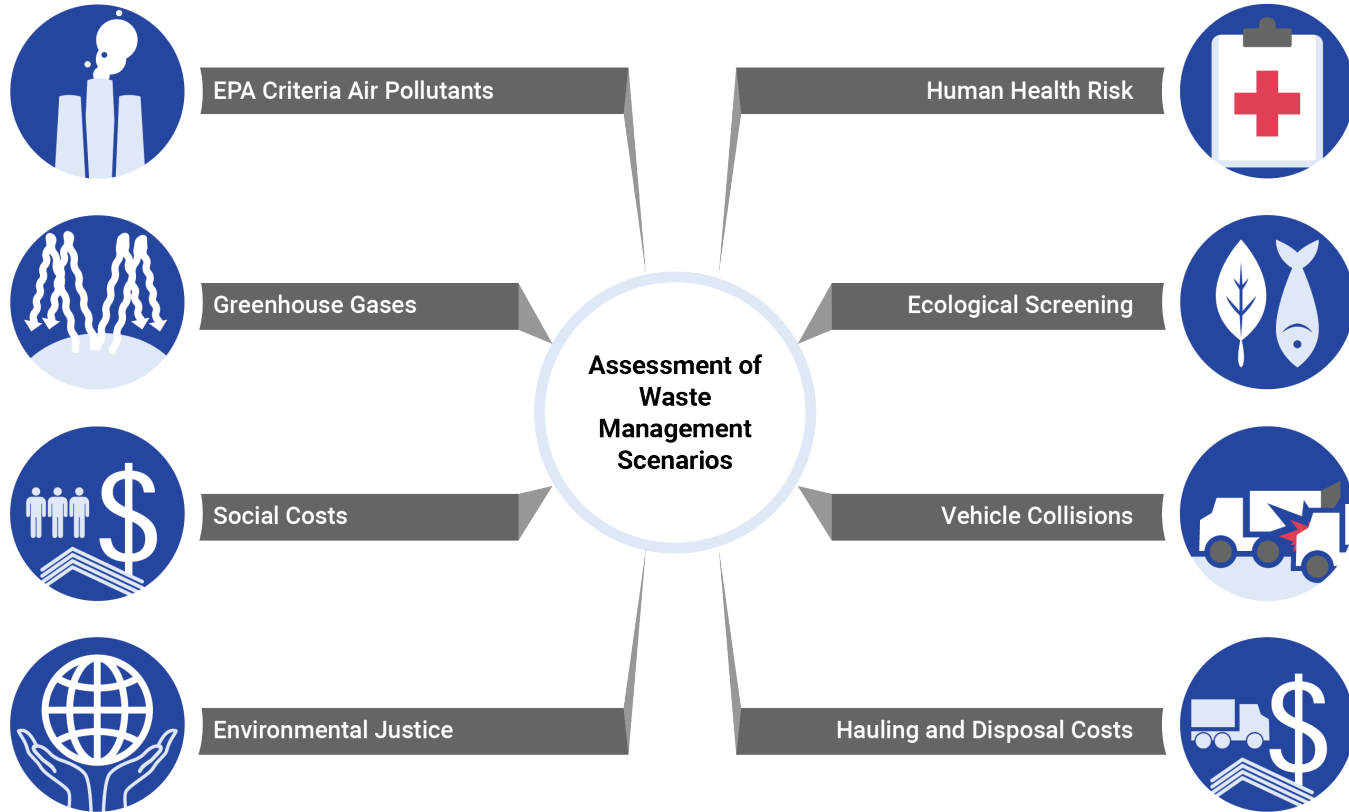 EPA Criteria Air Pollutants
Human Health Risk
Greenhouse Gases
Ecological Screening
Assessment of
Waste
Management
Scenarios
Social Costs
Vehicle Collisions
Environmental Justice
Hauling and Disposal Costs
$
$